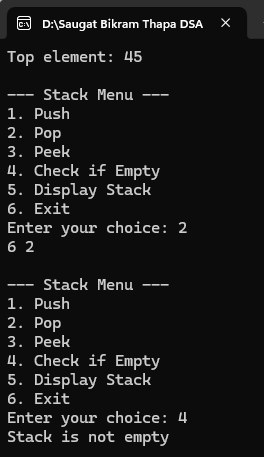 D:\Saugat Bikram Thapa DSA
Top element: 45
--- Stack Menu ---
1. Push
2. Pop
3. Peek
4. Check if Empty
5. Display Stack
6. Exit
Enter your choice: 2
6 2
--- Stack Menu ---
1. Push
2. Pop
3. Peek
4. Check if Empty
5. Display Stack
6. Exit
Enter your choice: 4
Stack is not empty